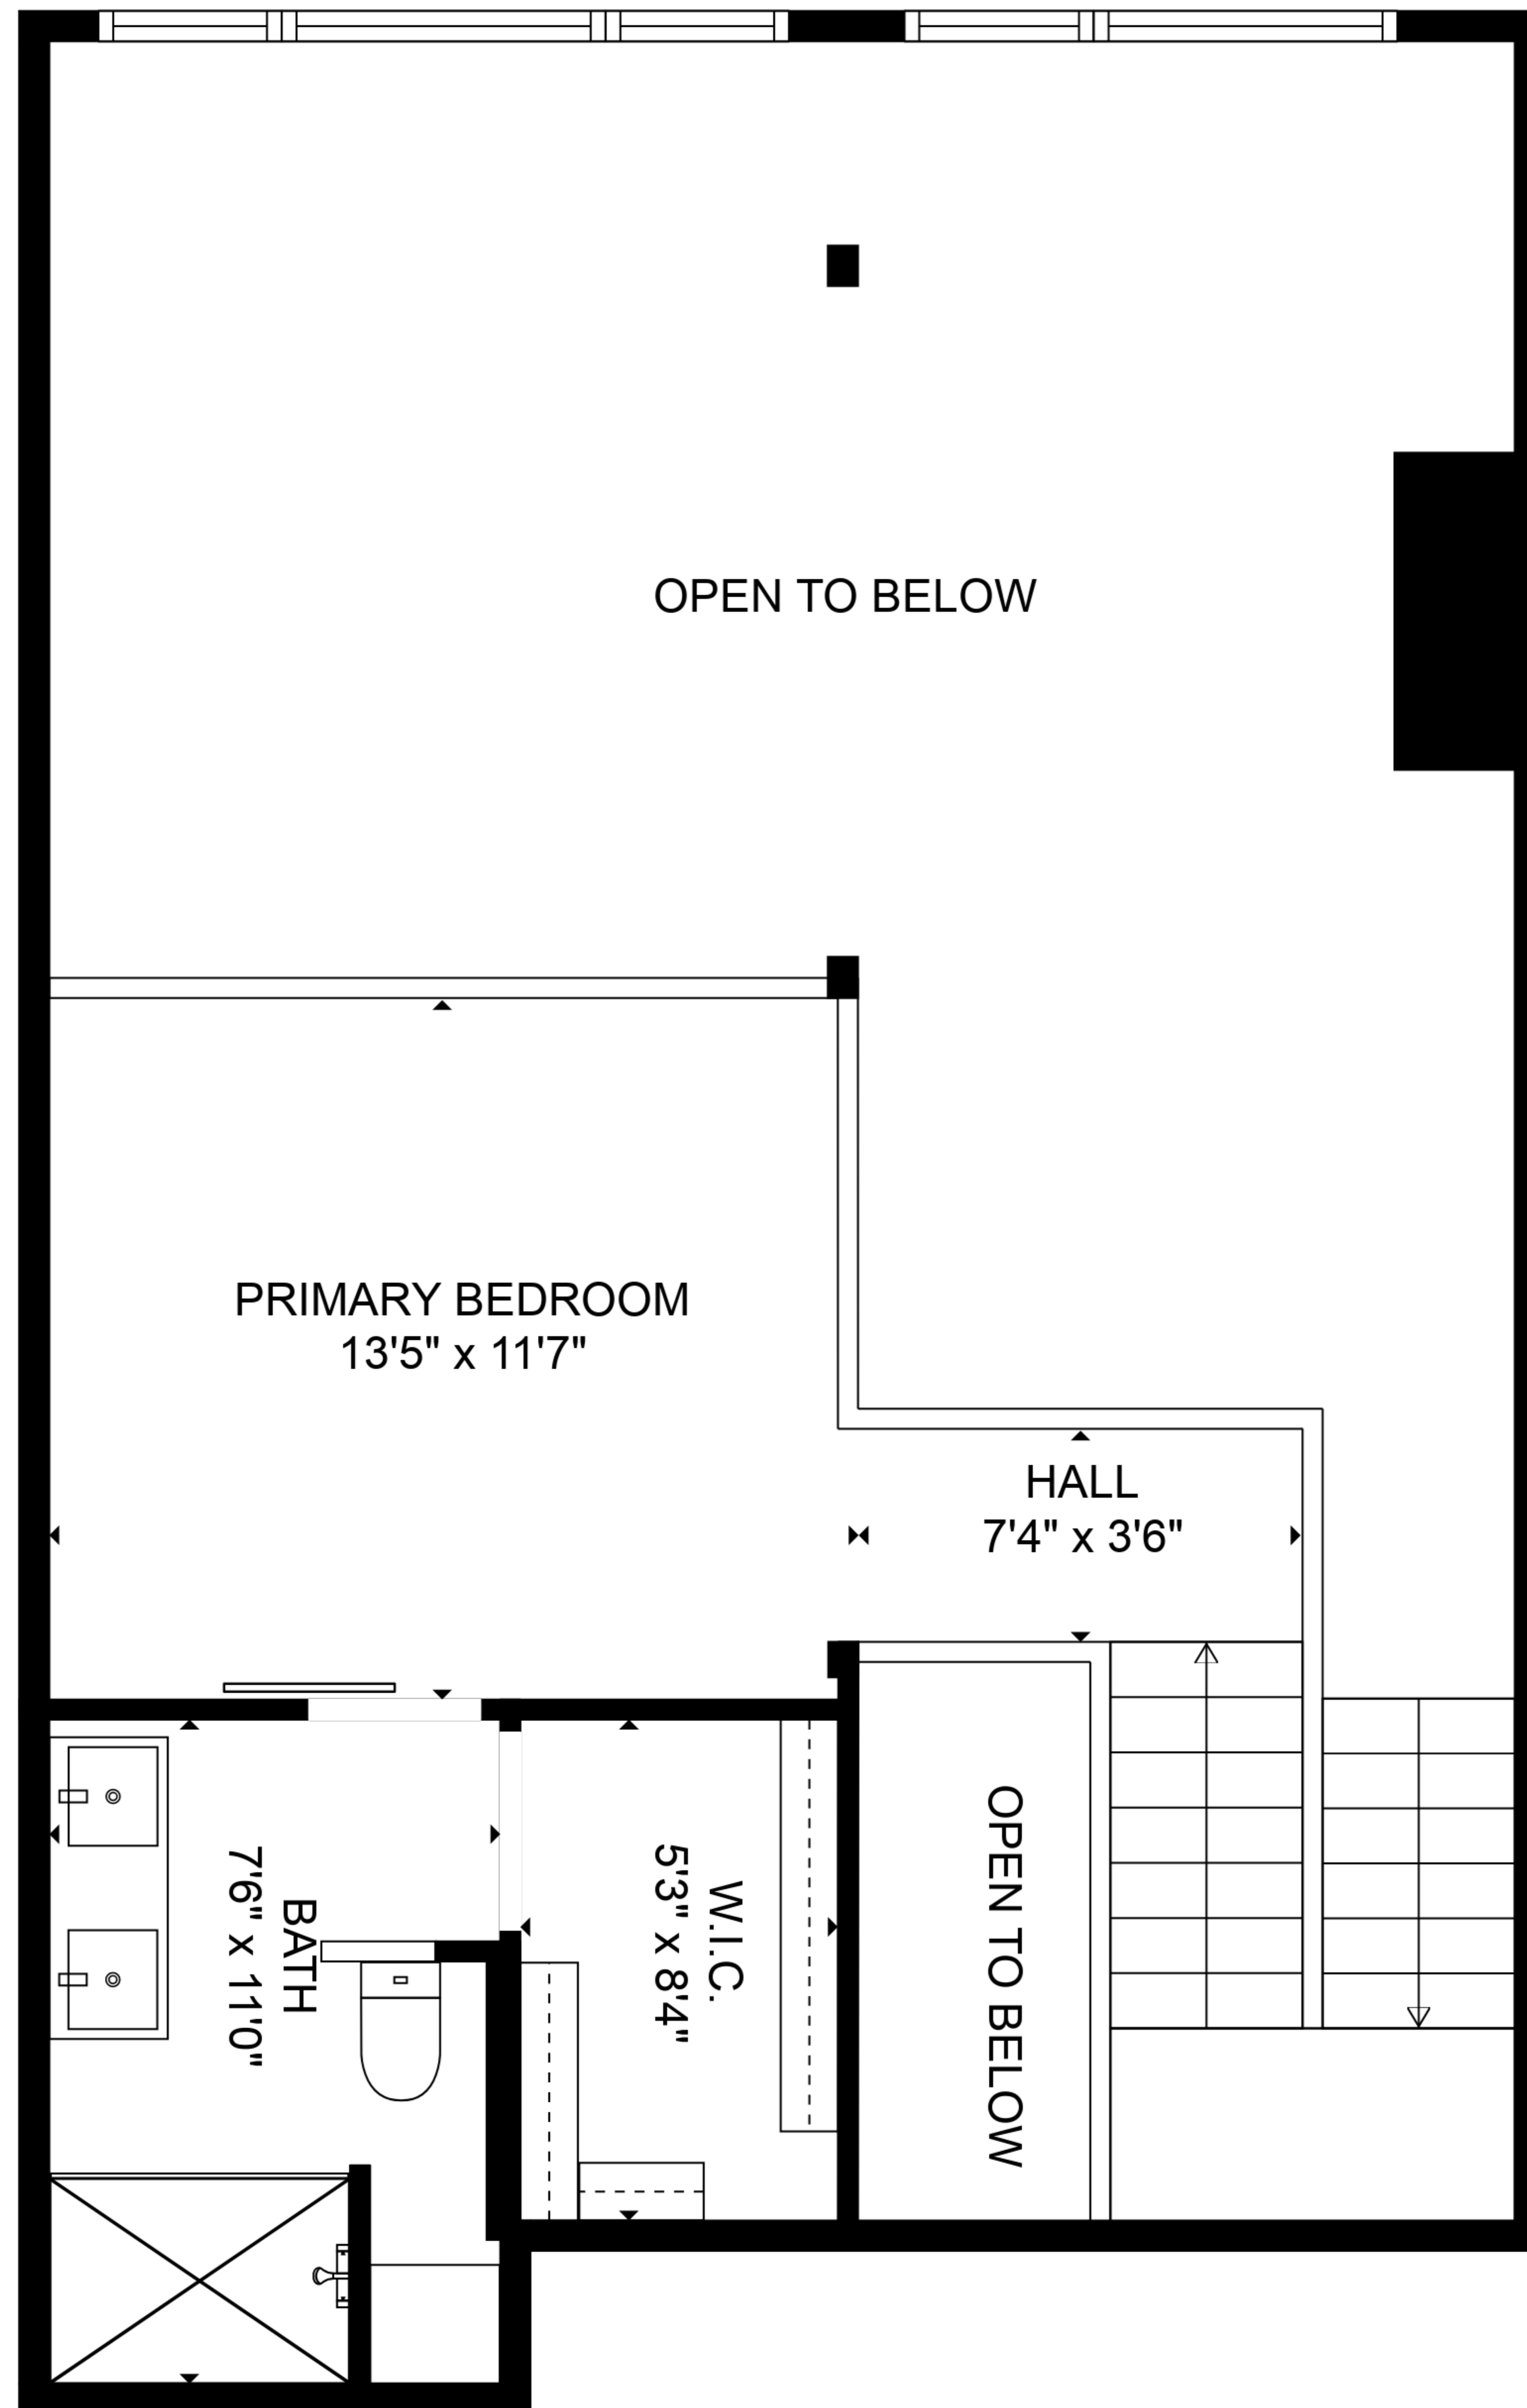 OPEN TO BELOW
PRIMARY BEDROOM
13'5" x 11'7"
HALL
7'4" x 3'6"
BATH
7'6" x 11'0"
W.I.C.
5'3" x 8'4"
OPEN TO BELOW